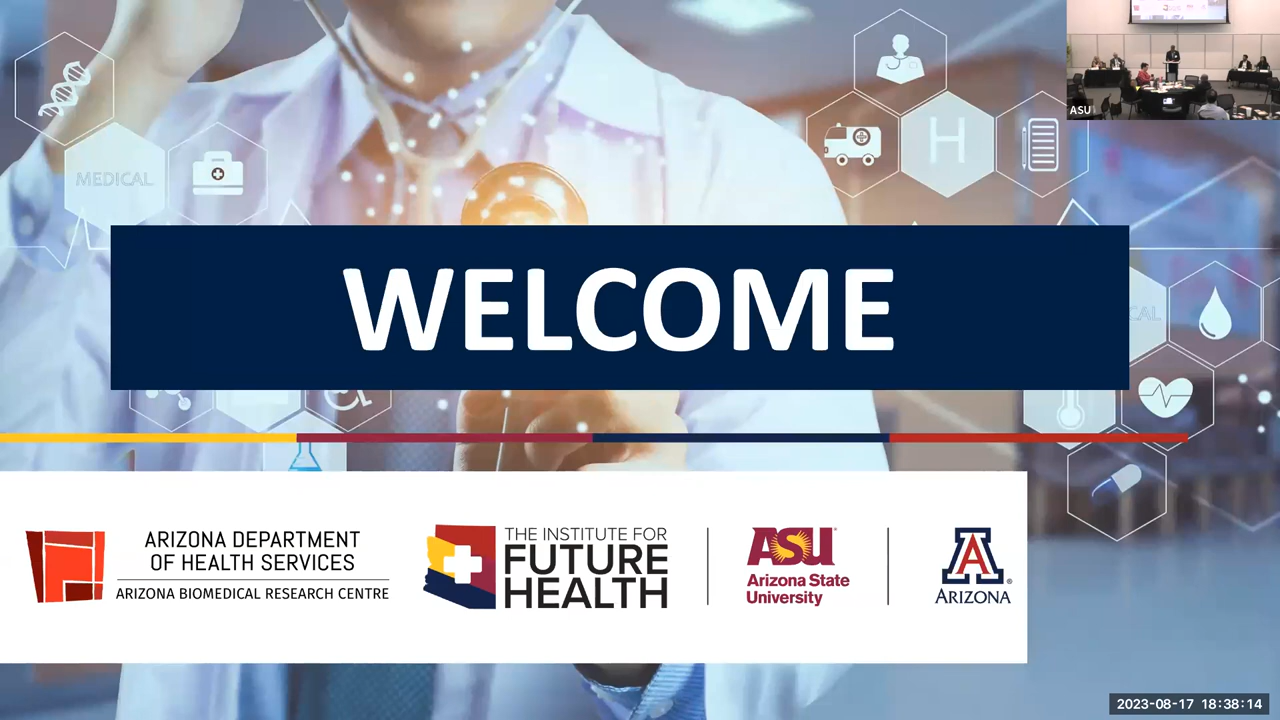 ASU
MEDICAL
H
WELCOME
CAL
ARIZONA DEPARTMENT
OF HEALTH SERVICES
ARIZONA BIOMEDICAL RESEARCH CENTRE
THE INSTITUTE FOR
FUTURE
HEALTH
ASU
Arizona State
University
A
ARIZONA
2023-08-17 18:38:14